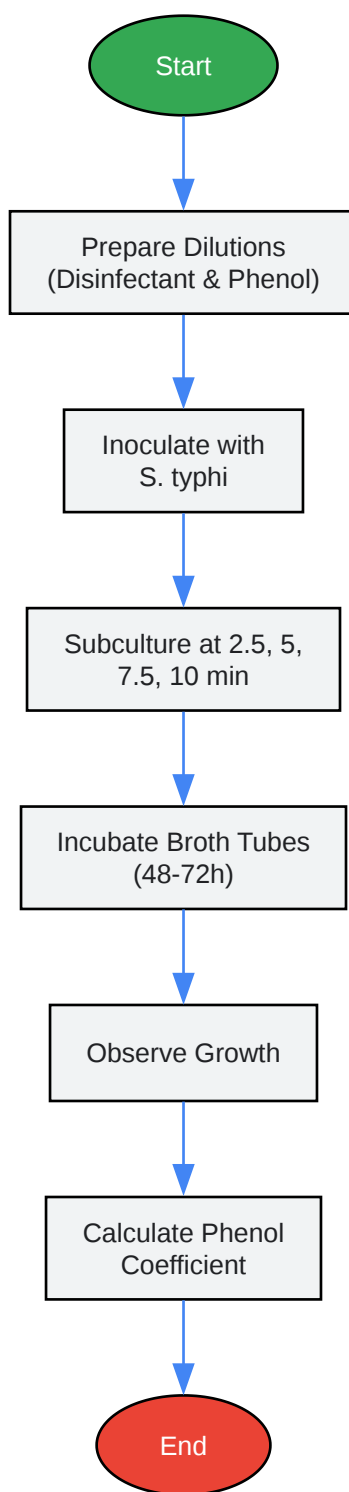 Start
Prepare Dilutions
(Disinfectant & Phenol)
Inoculate with
S. typhi
Subculture at 2.5, 5,
7.5, 10 min
Incubate Broth Tubes
(48-72h)
Observe Growth
Calculate Phenol
Coefficient
End